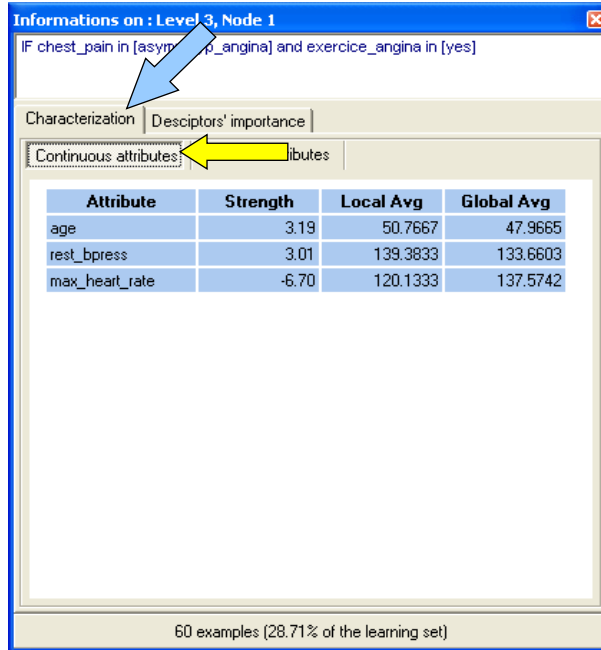 Informations on : Level 3, Node 1
IF chest_pain in [asym p_angina] and exercice_angina in [yes]
Characterization Desciptors' importance
Continuous attributes ibutes
Attribute Strength Local Avg Global Avg
age 3.19 50.7667 47.9665
rest_bpress 3.01 139.3833 133.6603
max_heart_rate -6.70 120.1333 137.5742
60 examples (28.71% of the learning set)